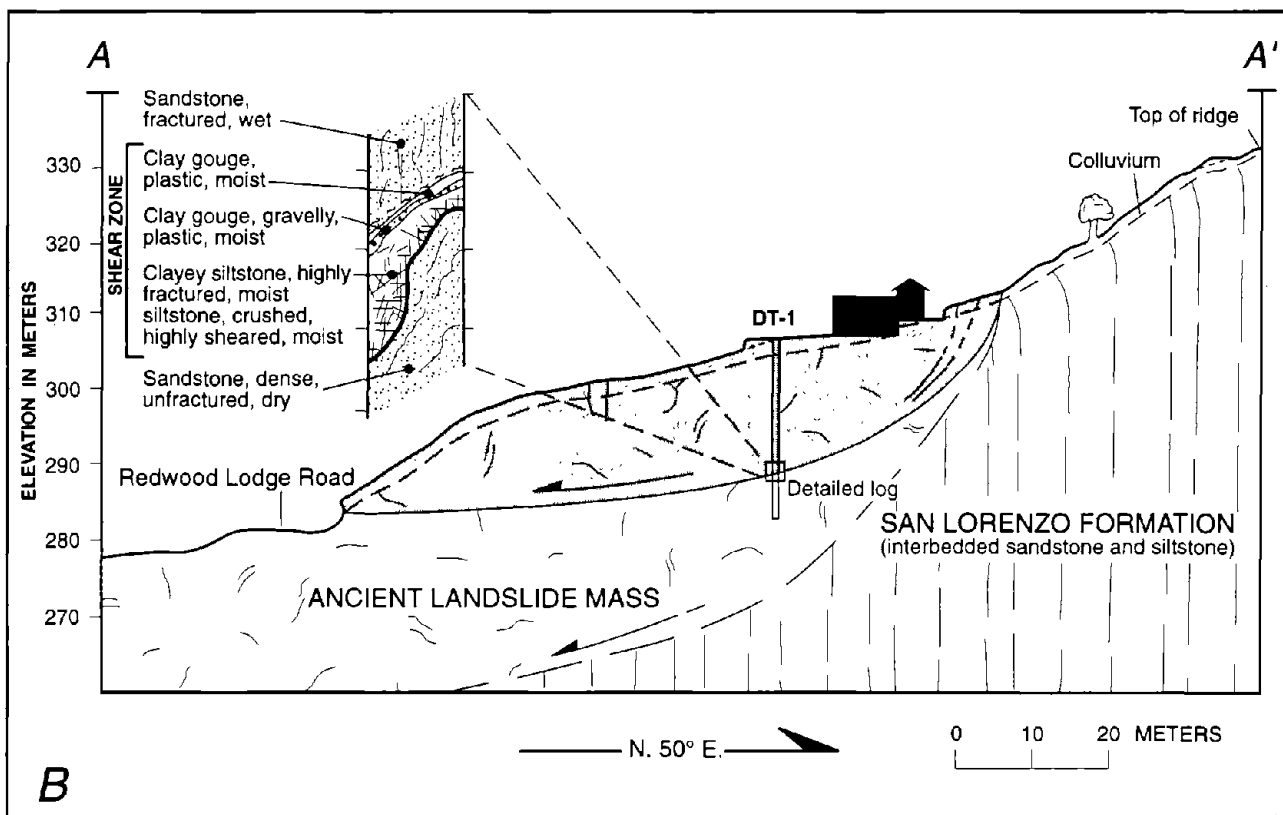 A
A'
Sandstone,
fractured, wet
SHEAR ZONE
Clay gouge,
plastic, moist
Clay gouge, gravelly,
plastic, moist
Clayey siltstone, highly
fractured, moist
siltstone, crushed,
highly sheared, moist
Sandstone, dense,
unfractured, dry
Top of ridge
Colluvium
ELEVATION IN METERS
330
320
310
300
290
280
270
DT-1
Redwood Lodge Road
Detailed log
SAN LORENZO FORMATION
(interbedded sandstone and siltstone)
ANCIENT LANDSLIDE MASS
N. 50° E.
0 10 20 METERS
B